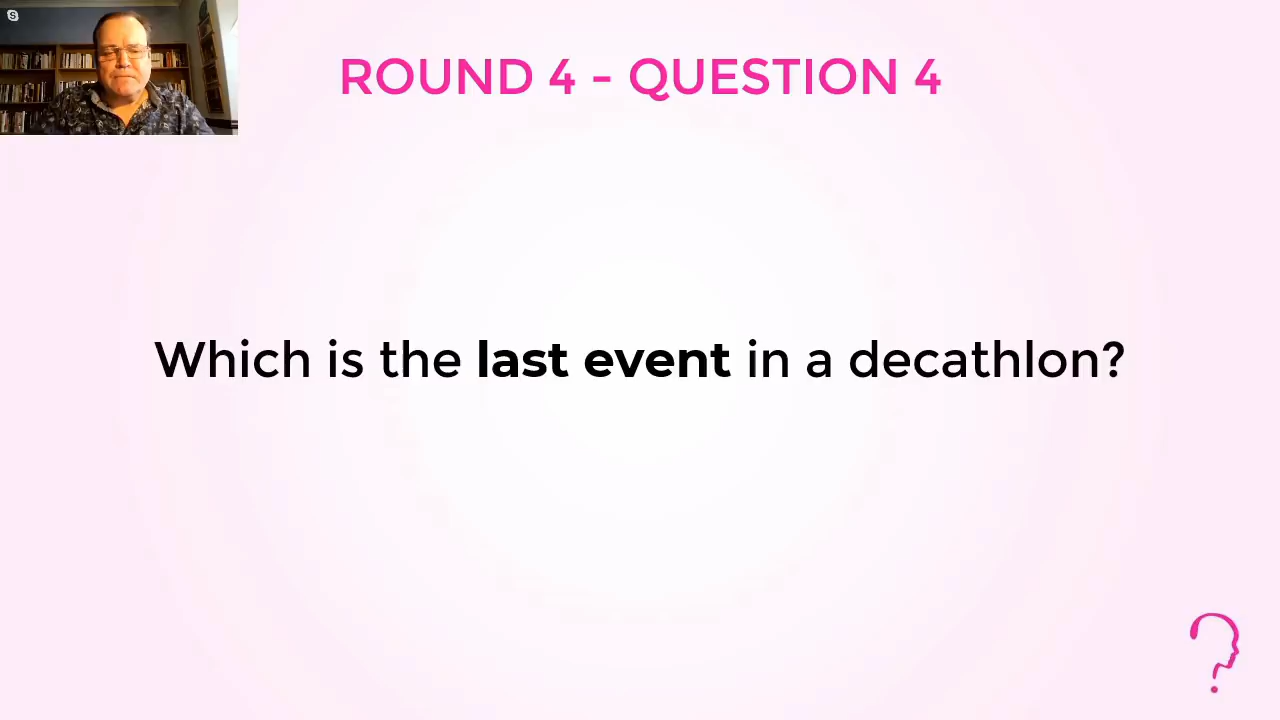 ROUND 4 - QUESTION 4
Which is the last event in a decathlon?